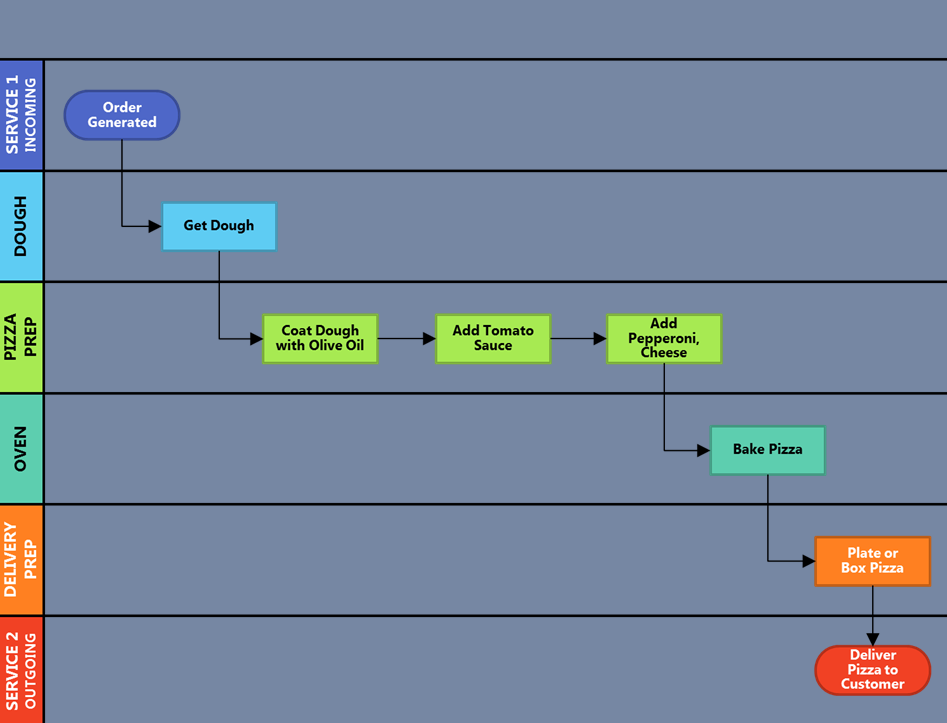 SERVICE 1
INCOMING
Order
Generated
DOUGH
Get Dough
PIZZA
PREP
Coat Dough
with Olive Oil
Add Tomato
Sauce
Add
Pepperoni,
Cheese
OVEN
Bake Pizza
DELIVERY
PREP
Plate or
Box Pizza
SERVICE 2
OUTGOING
Deliver
Pizza to
Customer